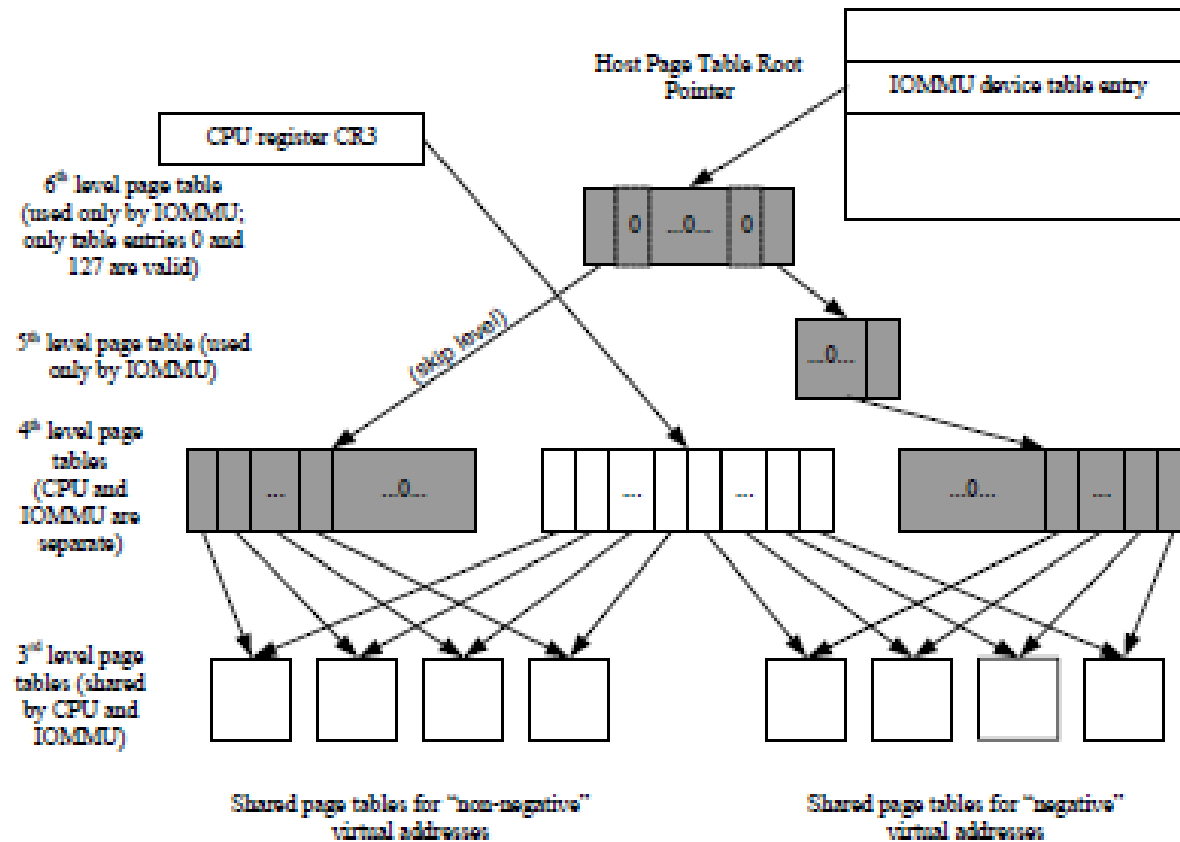 Host Page Table Root
Pointer
IOMMU device table entry
CPU register CR3
6th level page table
(used only by IOMMU;
only table entries 0 and
127 are valid)
0 ...0... 0
(skip level)
5th level page table (used
only by IOMMU)
...0...
4th level page
tables
(CPU and
IOMMU are
separate)
.... ...0...
.... ....
...0... ....
3rd level page
tables (shared
by CPU and
IOMMU)
Shared page tables for “non-negative”
virtual addresses
Shared page tables for “negative”
virtual addresses